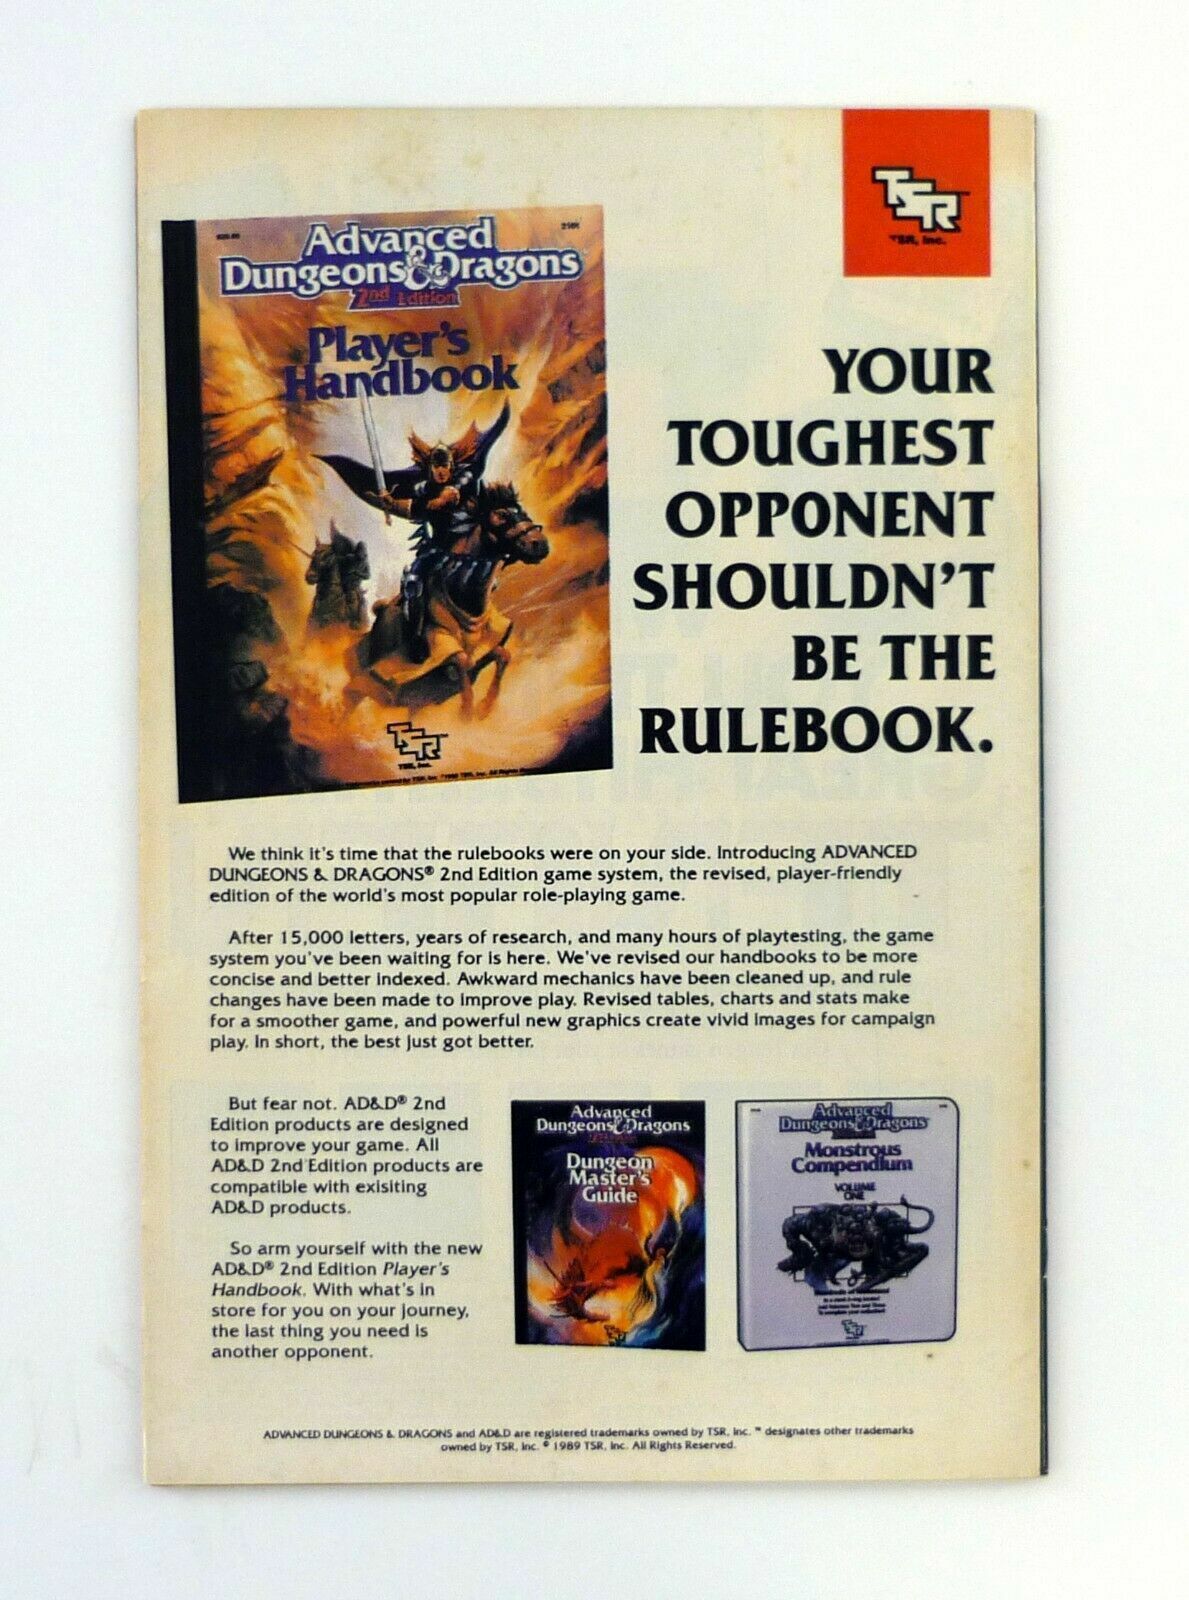 TSR
TSR, Inc.
Advanced
Dungeons & Dragons
2nd Edition
Player's
Handbook
TSR
TSR, Inc.
YOUR
TOUGHEST
OPPONENT
SHOULDN'T
BE THE
RULEBOOK.
We think it's time that the rulebooks were on your side. Introducing ADVANCED
DUNGEONS & DRAGONS® 2nd Edition game system, the revised, player-friendly
edition of the world's most popular role-playing game.
After 15,000 letters, years of research, and many hours of playtesting, the game
system you've been waiting for is here. We've revised our handbooks to be more
concise and better indexed. Awkward mechanics have been cleaned up, and rule
changes have been made to improve play. Revised tables, charts and stats make
for a smoother game, and powerful new graphics create vivid images for campaign
play. In short, the best just got better.
But fear not. AD&D® 2nd
Edition products are designed
to improve your game. All
AD&D 2nd Edition products are
compatible with exisiting
AD&D products.
So arm yourself with the new
AD&D® 2nd Edition Player's
Handbook. With what's in
store for you on your journey,
the last thing you need is
another opponent.
Advanced
Dungeons & Dragons
Dungeon
Master's
Guide
TSR
Advanced
Dungeons & Dragons
Monstrous
Compendium
VOLUME
ONE
TSR
ADVANCED DUNGEONS & DRAGONS and AD&D are registered trademarks owned by TSR, Inc. ™ designates other trademarks
owned by TSR, Inc. © 1989 TSR, Inc. All Rights Reserved.